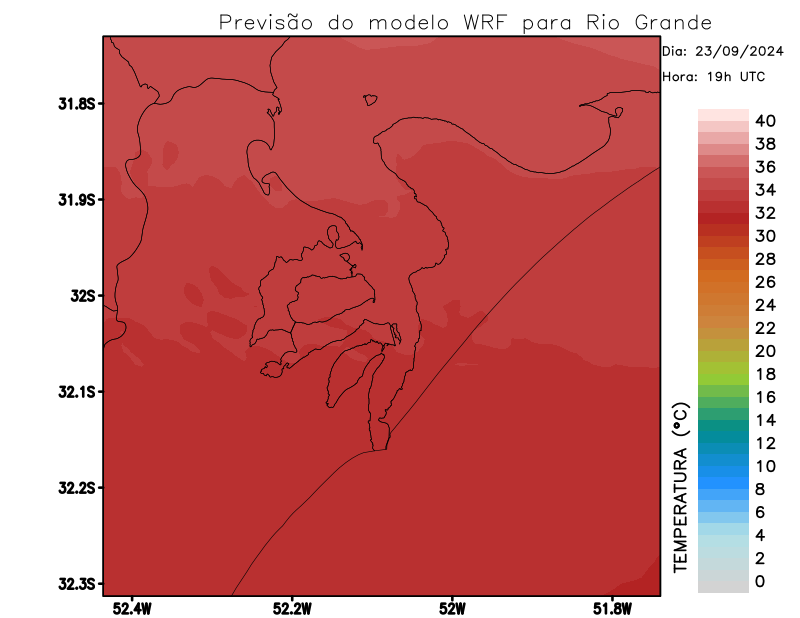 Previsão do modelo WRF para Rio Grande
Dia: 23/09/2024
Hora: 19h UTC
31.8S
31.9S
32S
32.1S
32.2S
32.3S
52.4W
52.2W
52W
51.8W
TEMPERATURA (°C)
40
38
36
34
32
30
28
26
24
22
20
18
16
14
12
10
8
6
4
2
0